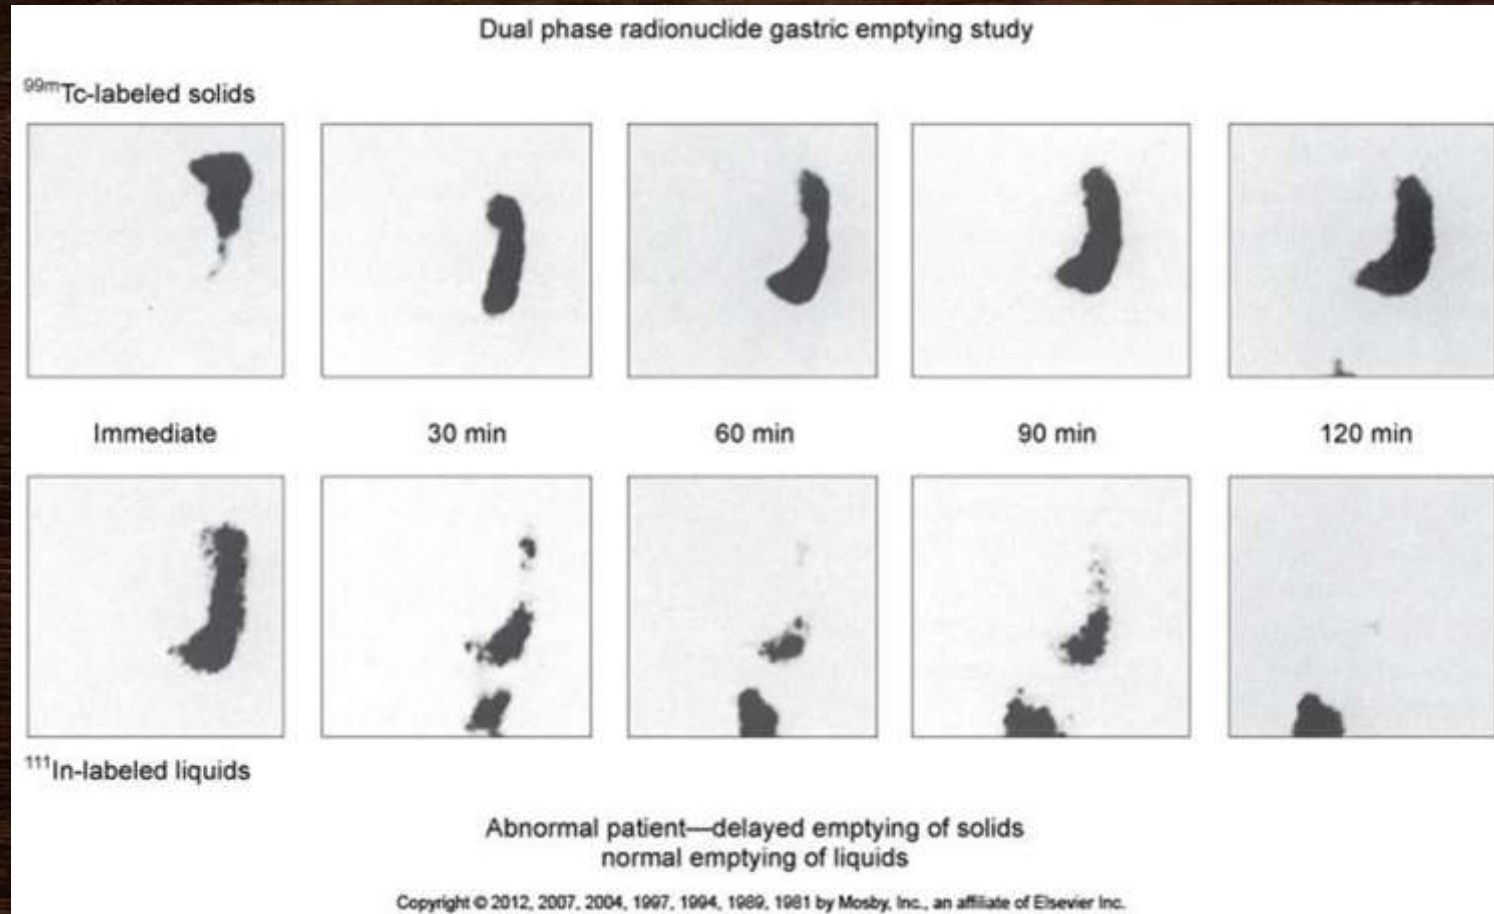 Dual phase radionuclide gastric emptying study
99mTc-labeled solids
Immediate 30 min 60 min 90 min 120 min
111In-labeled liquids
Abnormal patient—delayed emptying of solids
normal emptying of liquids
Copyright © 2012, 2007, 2004, 1997, 1994, 1989, 1981 by Mosby, Inc., an affiliate of Elsevier Inc.